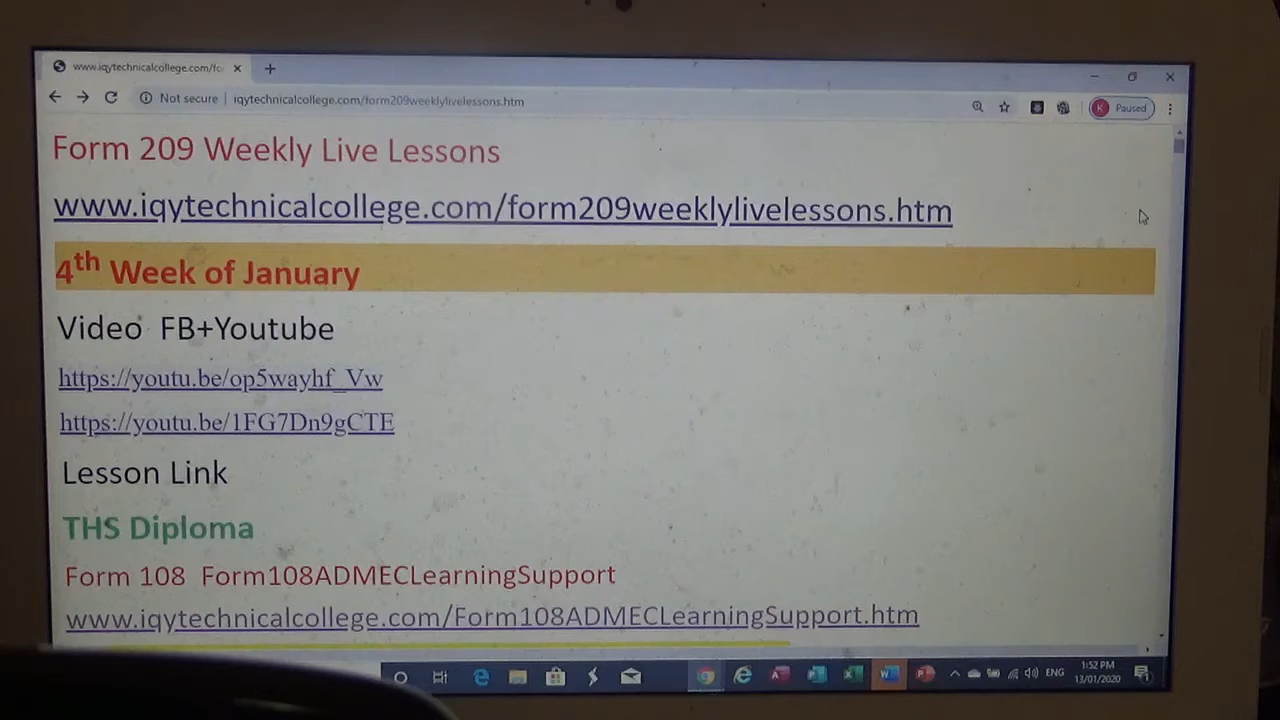 www.iqytechnicalcollege.com/fo
Not secure | iqytechnicalcollege.com/form209weeklylivelessons.htm
K Paused
Form 209 Weekly Live Lessons
www.iqytechnicalcollege.com/form209weeklylivelessons.htm
4th Week of January
Video FB+Youtube
https://youtu.be/op5wayhf_Vw
https://youtu.be/1FG7Dn9gCTE
Lesson Link
THS Diploma
Form 108 Form108ADMECLearningSupport
www.iqytechnicalcollege.com/Form108ADMECLearningSupport.htm
ENG
1:52 PM
13/01/2020